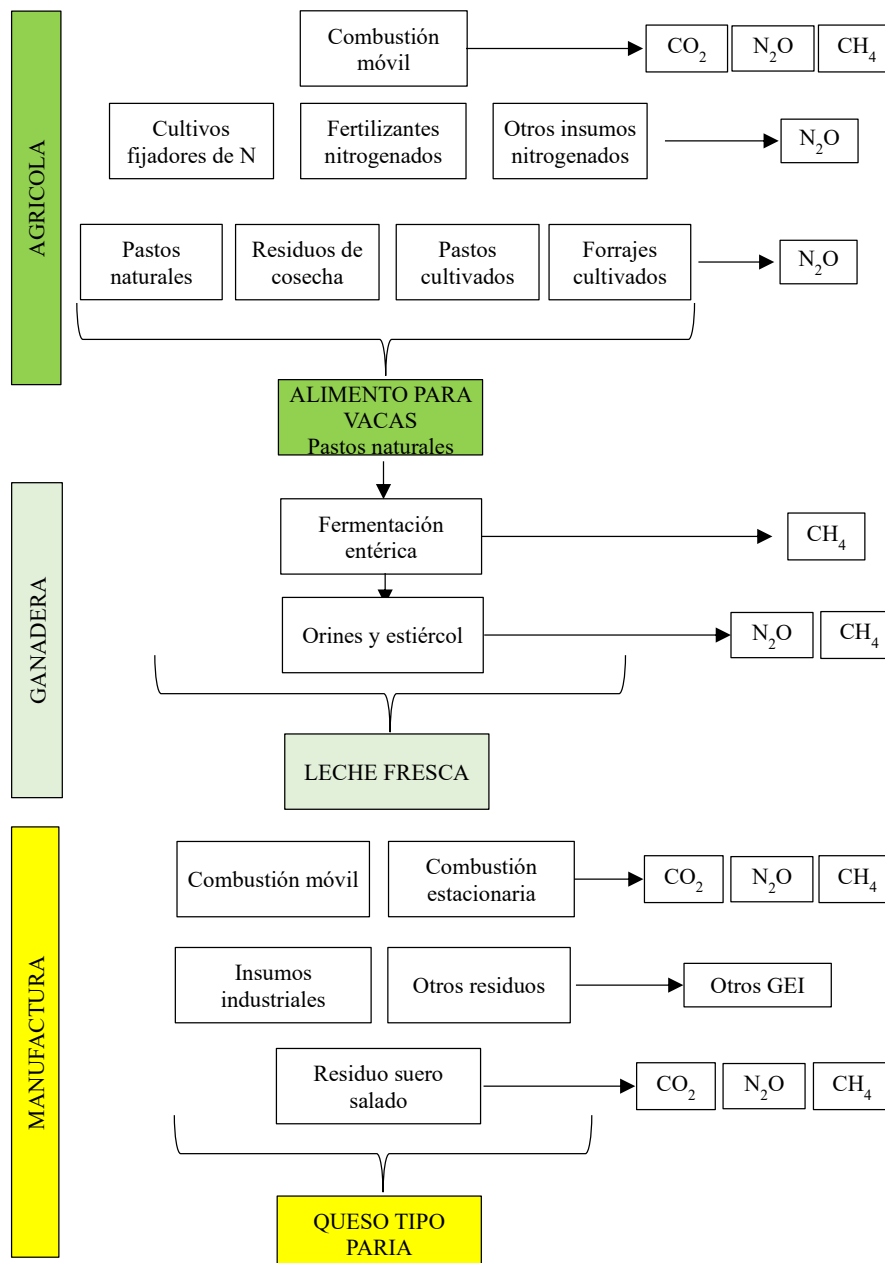 AGRICOLA
Combustión
móvil
CO₂
N₂O
CH₄
Cultivos
fijadores de N
Fertilizantes
nitrogenados
Otros insumos
nitrogenados
N₂O
Pastos
naturales
Residuos de
cosecha
Pastos
cultivados
Forrajes
cultivados
N₂O
ALIMENTO PARA
VACAS
Pastos naturales
GANADERA
Fermentación
entérica
CH₄
Orines y estiércol
N₂O
CH₄
LECHE FRESCA
MANUFACTURA
Combustión móvil
Combustión
estacionaria
CO₂
N₂O
CH₄
Insumos
industriales
Otros residuos
Otros GEI
Residuo suero
salado
CO₂
N₂O
CH₄
QUESO TIPO
PARIA